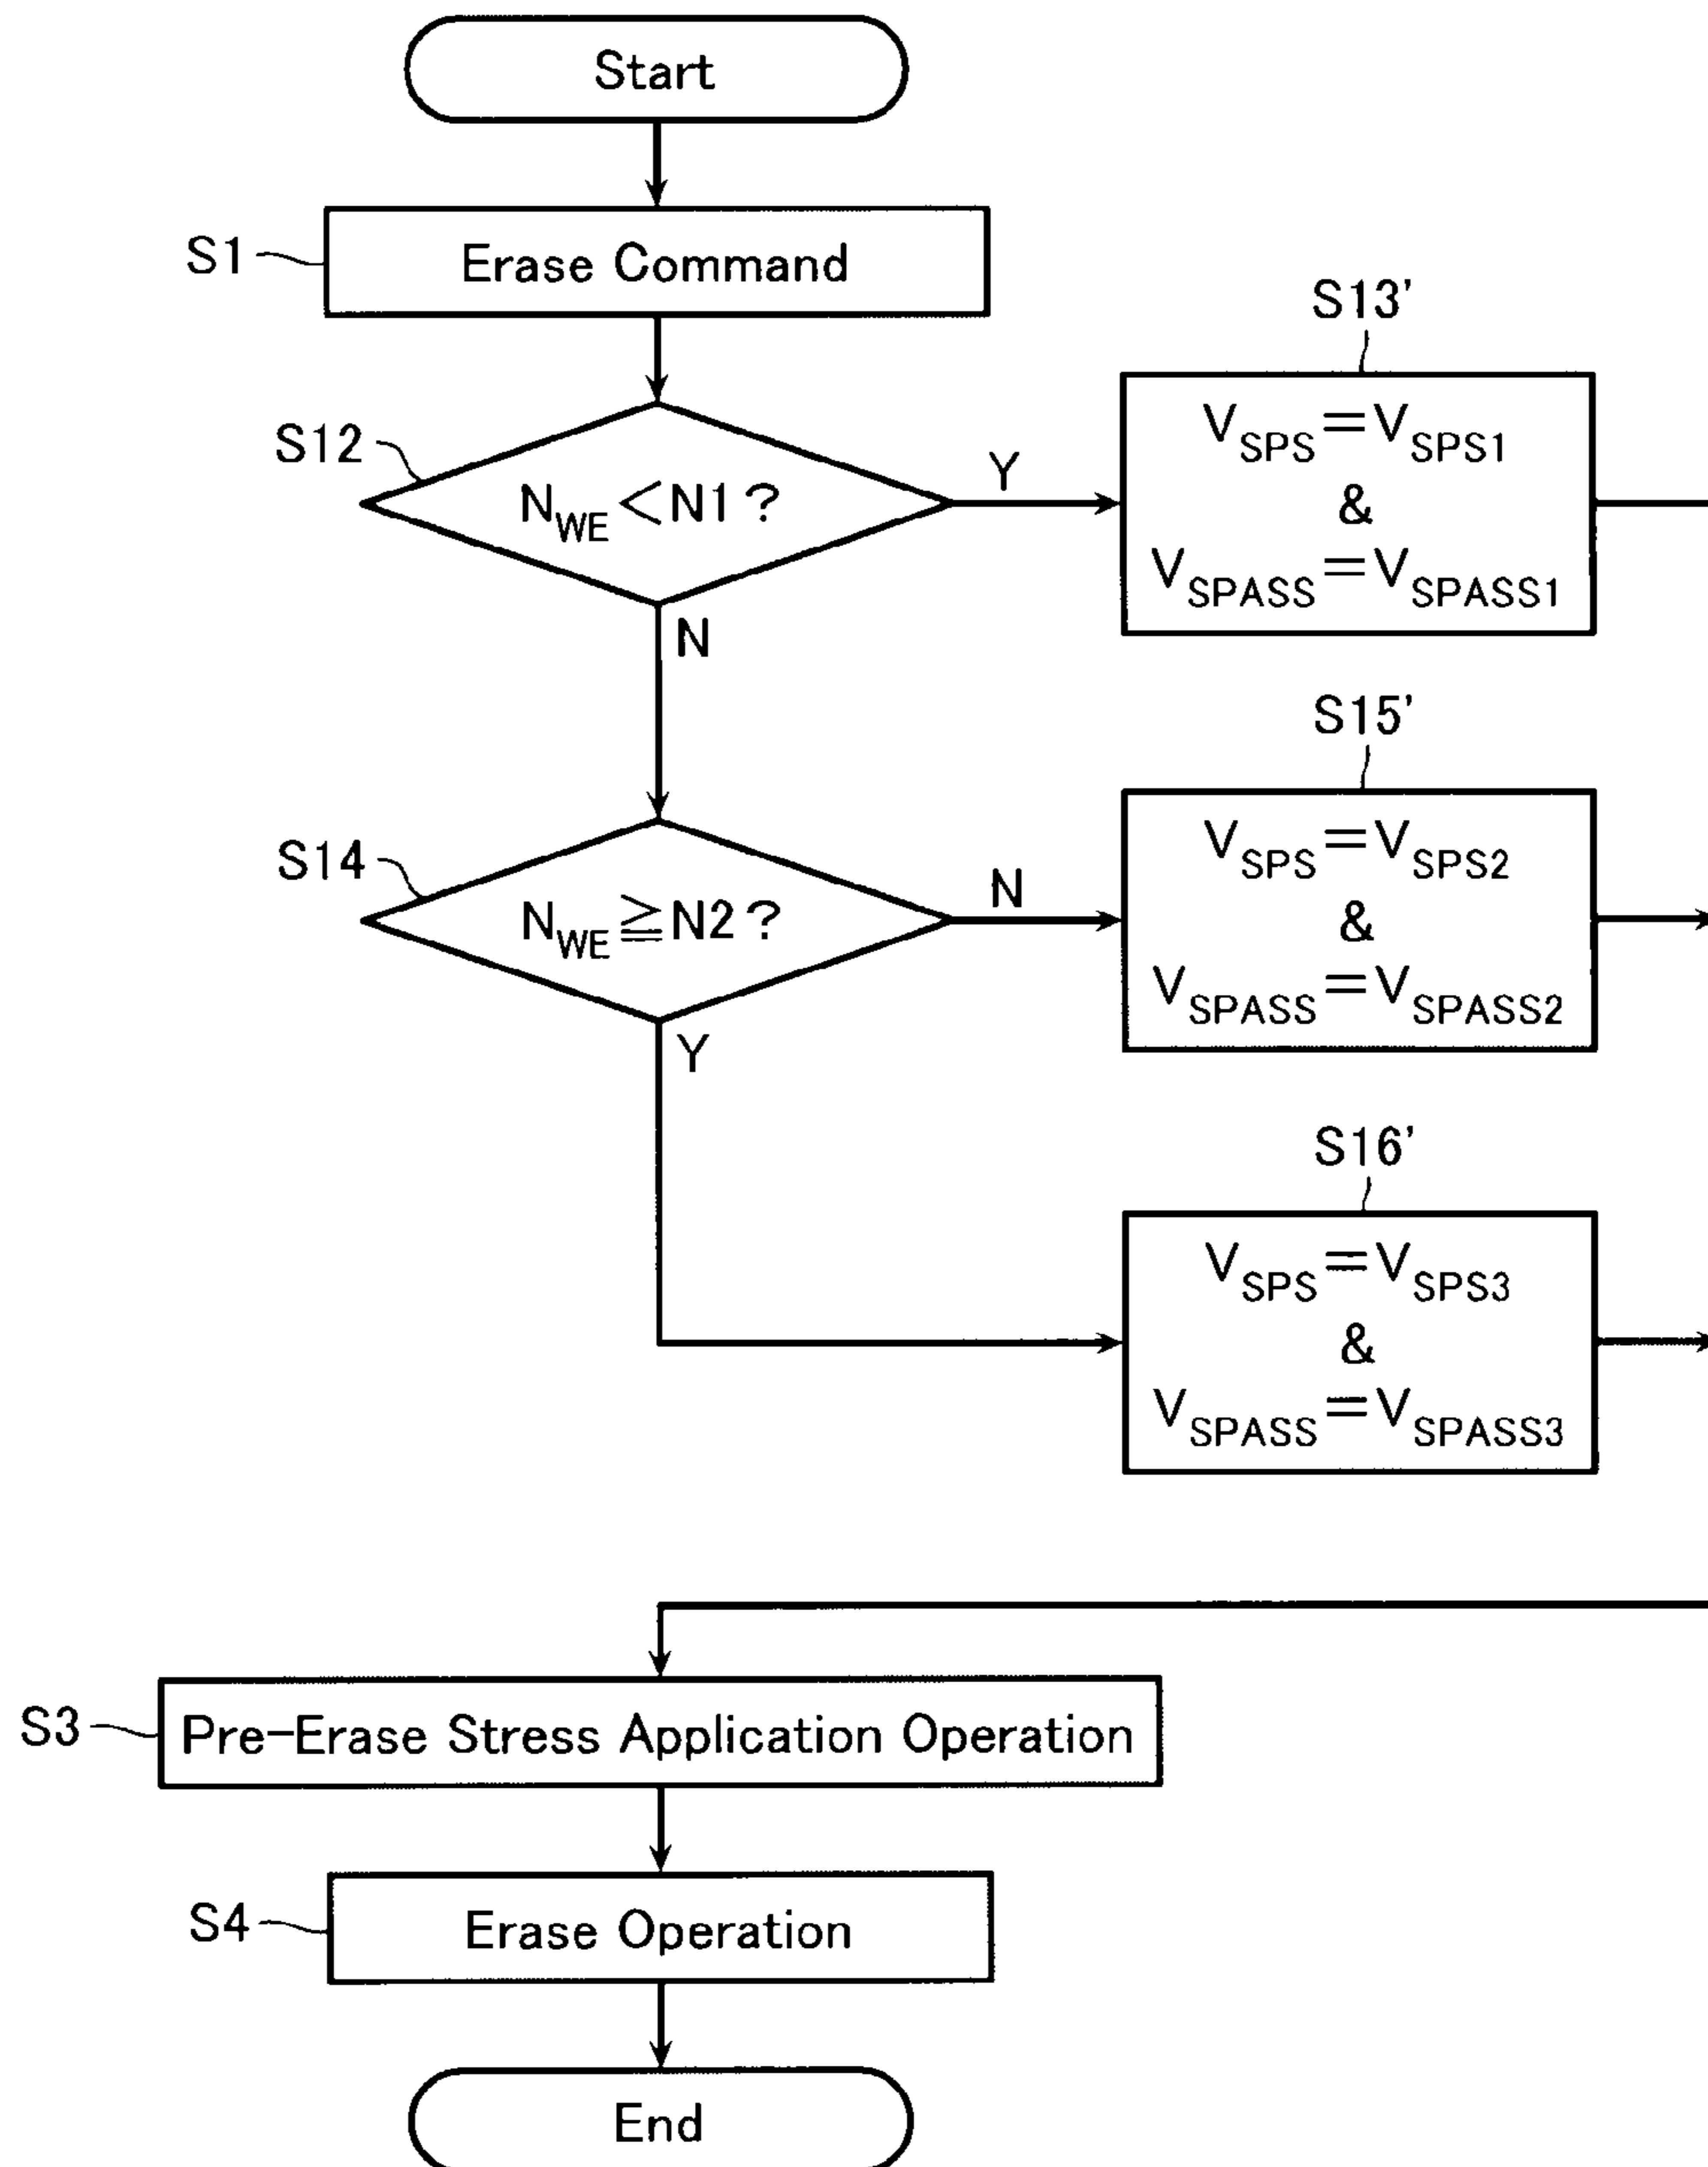 Start
S1
Erase Command
S13'
V_SPS = V_SPS1
&
V_SPASS = V_SPASS1
S12
N_WE < N1 ?
Y
N
S15'
V_SPS = V_SPS2
&
V_SPASS = V_SPASS2
S14
N_WE ≧ N2 ?
N
Y
S16'
V_SPS = V_SPS3
&
V_SPASS = V_SPASS3
S3
Pre-Erase Stress Application Operation
S4
Erase Operation
End